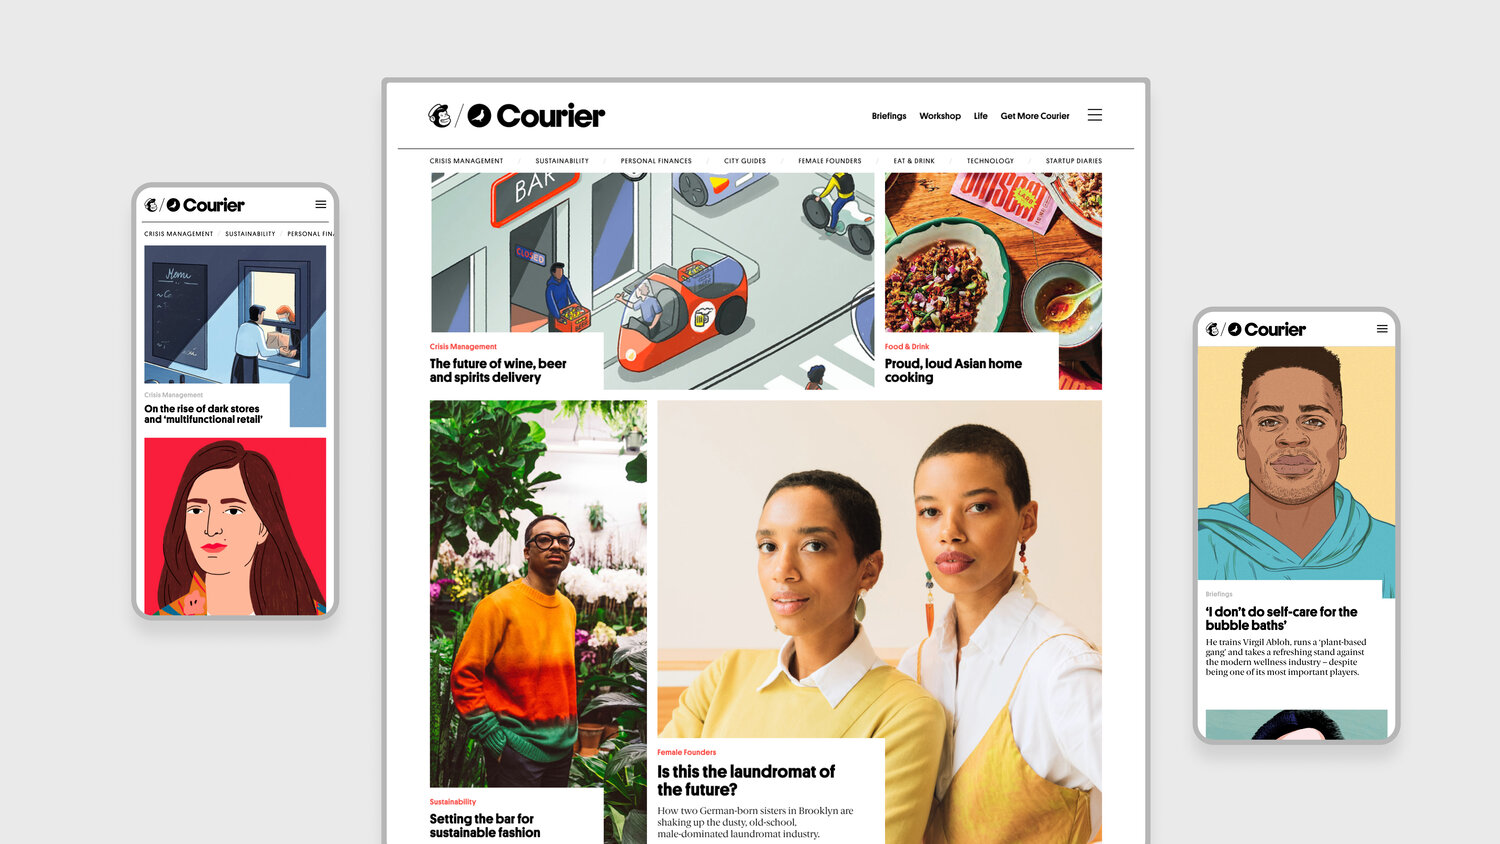 Courier
CRISIS MANAGEMENT / SUSTAINABILITY / PERSONAL FIN
Menu
Crisis Management
On the rise of dark stores
and ‘multifunctional retail’
Courier
Briefings Workshop Life Get More Courier
CRISIS MANAGEMENT / SUSTAINABILITY / PERSONAL FINANCES / CITY GUIDES / FEMALE FOUNDERS / EAT & DRINK / TECHNOLOGY / STARTUP DIARIES
BAR
CLOSED
Crisis Management
The future of wine, beer
and spirits delivery
Food & Drink
Proud, loud Asian home
cooking
Sustainability
Setting the bar for
sustainable fashion
Female Founders
Is this the laundromat of
the future?
How two German-born sisters in Brooklyn are
shaking up the dusty, old-school,
male-dominated laundromat industry.
Courier
Briefings
‘I don’t do self-care for the
bubble baths’
He trains Virgil Abloh, runs a ‘plant-based
gang’ and takes a refreshing stand against
the modern wellness industry – despite
being one of its most important players.